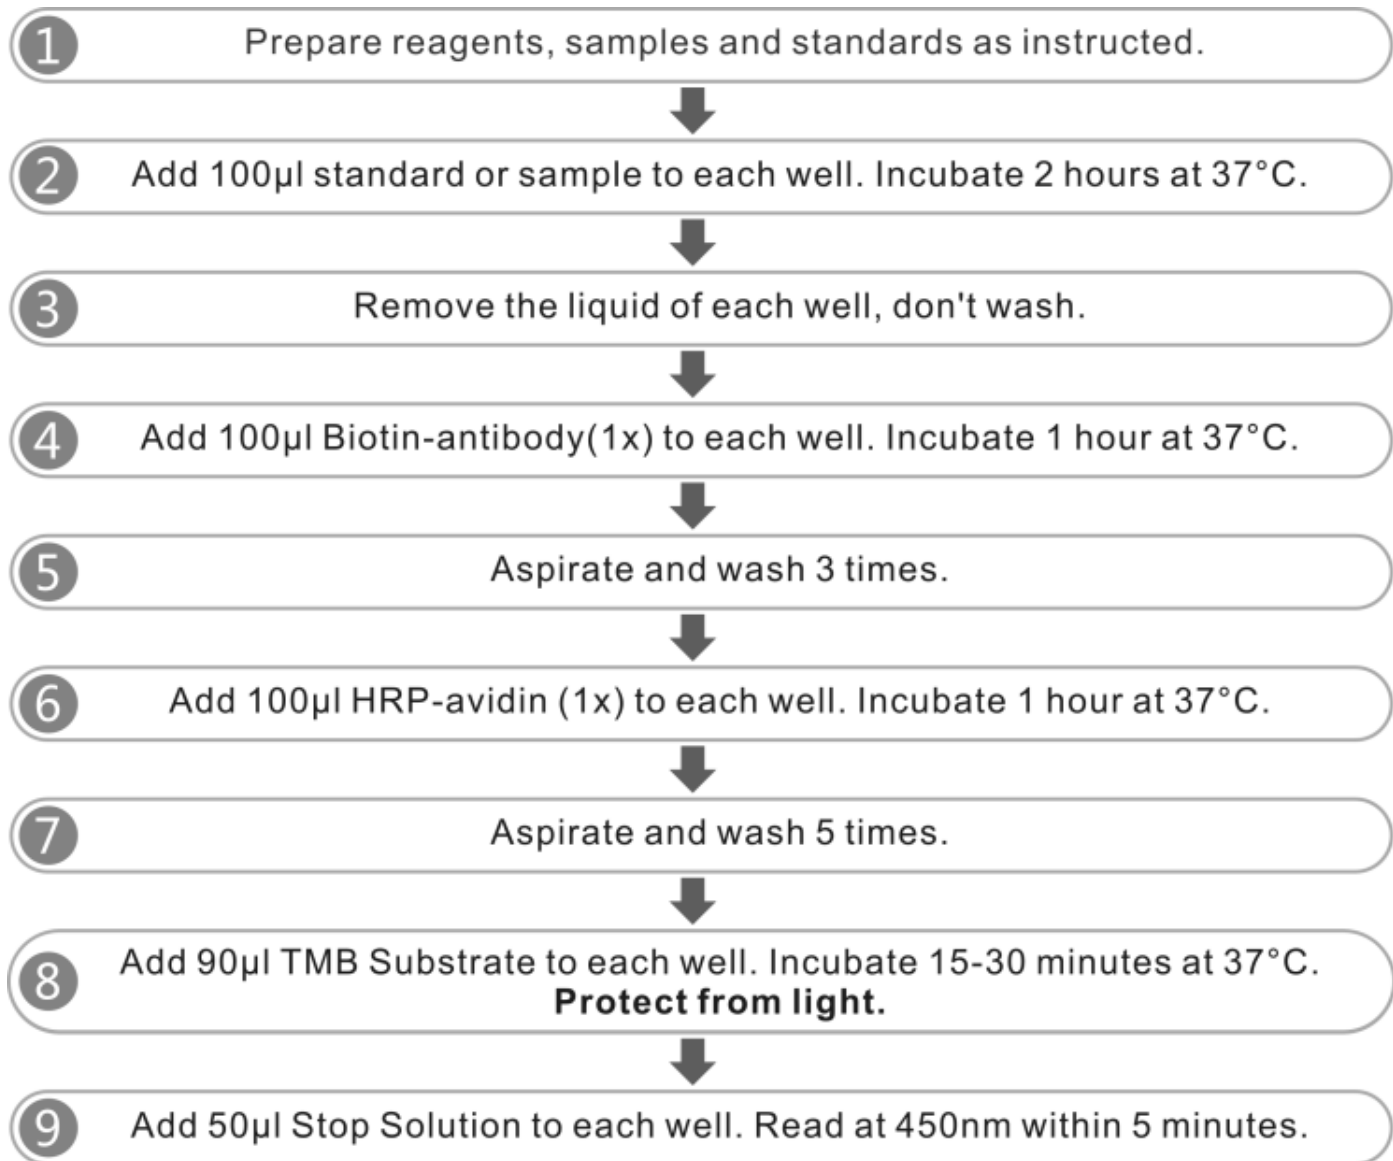 1 Prepare reagents, samples and standards as instructed.
2 Add 100µl standard or sample to each well. Incubate 2 hours at 37°C.
3 Remove the liquid of each well, don't wash.
4 Add 100µl Biotin-antibody(1x) to each well. Incubate 1 hour at 37°C.
5 Aspirate and wash 3 times.
6 Add 100µl HRP-avidin (1x) to each well. Incubate 1 hour at 37°C.
7 Aspirate and wash 5 times.
8 Add 90µl TMB Substrate to each well. Incubate 15-30 minutes at 37°C.
Protect from light.
9 Add 50µl Stop Solution to each well. Read at 450nm within 5 minutes.